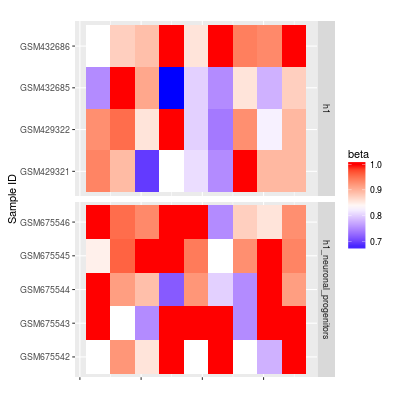 GSM432686
GSM432685
GSM429322
GSM429321
h1
GSM675546
GSM675545
GSM675544
GSM675543
GSM675542
h1_neuronal_progenitors
Sample ID
beta
1.0
0.9
0.8
0.7